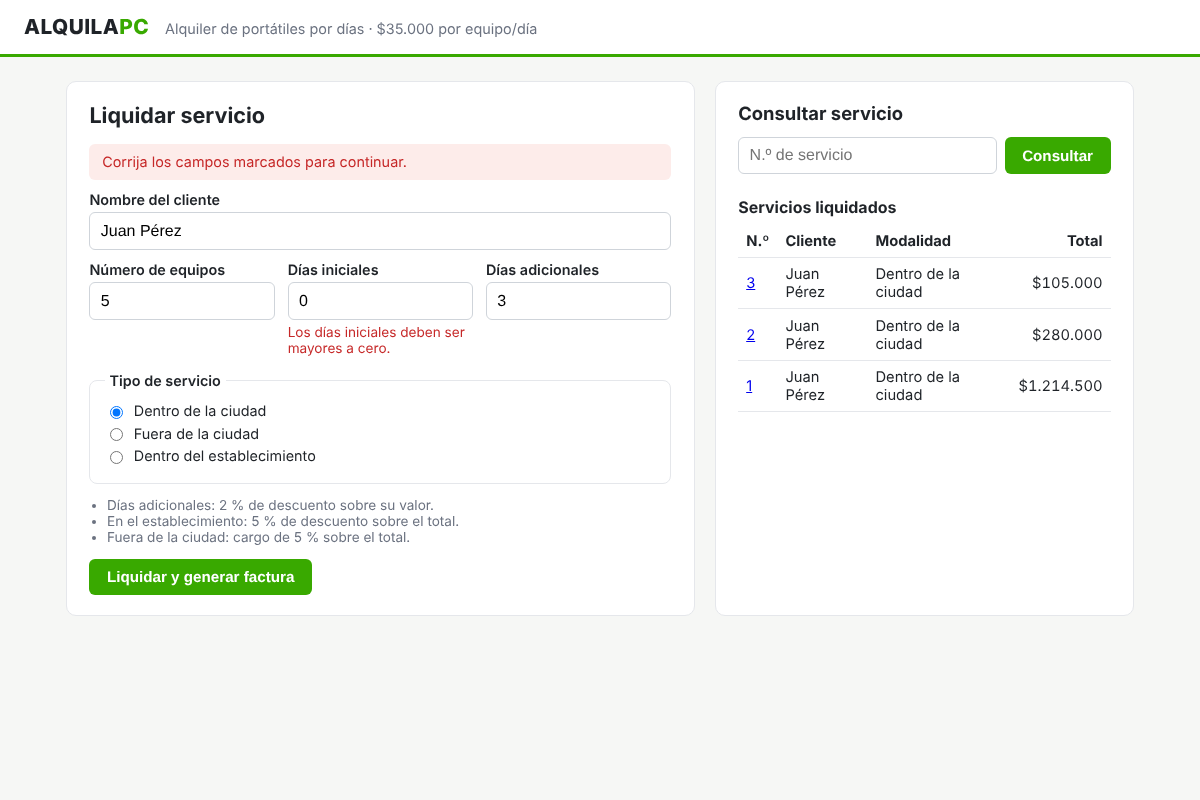 ALQUILAPC Alquiler de portátiles por días · $35.000 por equipo/día
Liquidar servicio
Corrija los campos marcados para continuar.
Nombre del cliente
Juan Pérez
Número de equipos Días iniciales Días adicionales
5 0 3
Los días iniciales deben ser
mayores a cero.
Tipo de servicio
Dentro de la ciudad
Fuera de la ciudad
Dentro del establecimiento
• Días adicionales: 2 % de descuento sobre su valor.
• En el establecimiento: 5 % de descuento sobre el total.
• Fuera de la ciudad: cargo de 5 % sobre el total.
Liquidar y generar factura
Consultar servicio
N.º de servicio Consultar
Servicios liquidados
N.º Cliente Modalidad Total
3 Juan Pérez Dentro de la ciudad $105.000
2 Juan Pérez Dentro de la ciudad $280.000
1 Juan Pérez Dentro de la ciudad $1.214.500